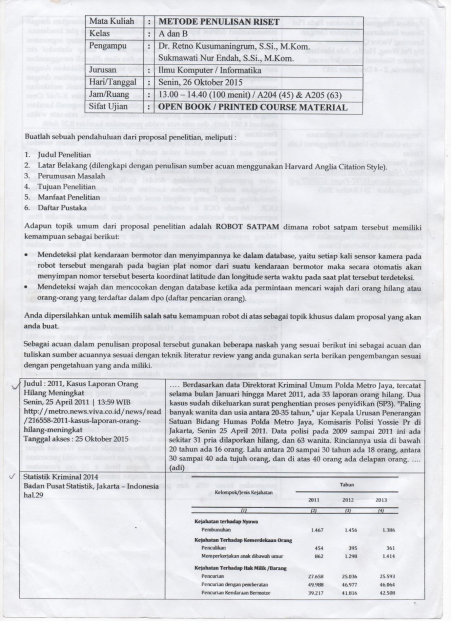 Mata Kuliah : METODE PENULISAN RISET
Kelas : A dan B
Pengampu : Dr. Retno Kusumaningrum, S.Si., M.Kom.
Sukmawati Nur Endah, S.Si., M.Kom.
Jurusan : Ilmu Komputer / Informatika
Hari/Tanggal : Senin, 26 Oktober 2015
Jam/Ruang : 13.00 – 14.40 (100 menit) / A204 (45) & A205 (63)
Sifat Ujian : OPEN BOOK / PRINTED COURSE MATERIAL
Buatlah sebuah pendahuluan dari proposal penelitian, meliputi :
1. Judul Penelitian
2. Latar Belakang (dilengkapi dengan penulisan sumber acuan menggunakan Harvard Anglia Citation Style).
3. Perumusan Masalah
4. Tujuan Penelitian
5. Manfaat Penelitian
6. Daftar Pustaka
Adapun topik umum dari proposal penelitian adalah ROBOT SATPAM dimana robot satpam tersebut memiliki
kemampuan sebagai berikut:
• Mendeteksi plat kendaraan bermotor dan menyimpannya ke dalam database, yaitu setiap kali sensor kamera pada
robot tersebut mengarah pada bagian plat nomor dari suatu kendaraan bermotor maka secara otomatis akan
menyimpan nomor tersebut beserta koordinat latitude dan longitude serta waktu pada saat plat tersebut terdeteksi.
• Mendeteksi wajah dan mencocokan dengan database ketika ada permintaan mencari wajah dari orang hilang atau
orang-orang yang terdaftar dalam dpo (daftar pencarian orang).
Anda dipersilahkan untuk memilih salah satu kemampuan robot di atas sebagai topik khusus dalam proposal yang akan
anda buat.
Sebagai acuan dalam penulisan proposal tersebut gunakan beberapa naskah yang sesuai berikut ini sebagai acuan dan
tuliskan sumber acuannya sesuai dengan teknik literatur review yang anda gunakan serta berikan pengembangan sesuai
dengan pengetahuan yang anda miliki.
Judul : 2011, Kasus Laporan Orang
Hilang Meningkat
Senin, 25 April 2011 | 13:59 WIB
http://metro.news.viva.co.id/news/read
/216558-2011-kasus-laporan-orang-
hilang-meningkat
Tanggal akses : 25 Oktober 2015
.... Berdasarkan data Direktorat Kriminal Umum Polda Metro Jaya, tercatat
selama bulan Januari hingga Maret 2011, ada 33 laporan orang hilang. Dua
kasus sudah dikeluarkan surat penghentian proses penyidikan (SP3). "Paling
banyak wanita dan usia antara 20-35 tahun," ujar Kepala Urusan Penerangan
Satuan Bidang Humas Polda Metro Jaya, Komisaris Polisi Yossie Pr di
Jakarta, Senin 25 April 2011. Data polisi pada 2009 sampai 2011 ini ada
sekitar 31 pria dilaporkan hilang, dan 63 wanita. Rinciannya usia di bawah
20 tahun ada 16 orang. Lalu antara 20 sampai 30 tahun ada 18 orang, antara
30 sampai 40 ada tujuh orang, dan di atas 40 orang ada delapan orang. ....
(adi)
Statistik Kriminal 2014
Badan Pusat Statistik, Jakarta – Indonesia
hal.29
Kelompok/Jenis Kejahatan Tahun
2011 2012 2013
(1) (2) (3) (4)
Kejahatan terhadap Nyawa
Pembunuhan 1.467 1.456 1.386
Kejahatan Terhadap Kemerdekaan Orang
Penculikan 454 395 361
Memperkerjakan anak dibawah umur 862 1.298 1.414
Kejahatan Terhadap Hak Milik /Barang
Pencurian 27.650 25.036 25.593
Pencurian dengan pemberatan 49.988 46.977 46.064
Pencurian Kendaraan Bermotor 39.217 41.816 42.508